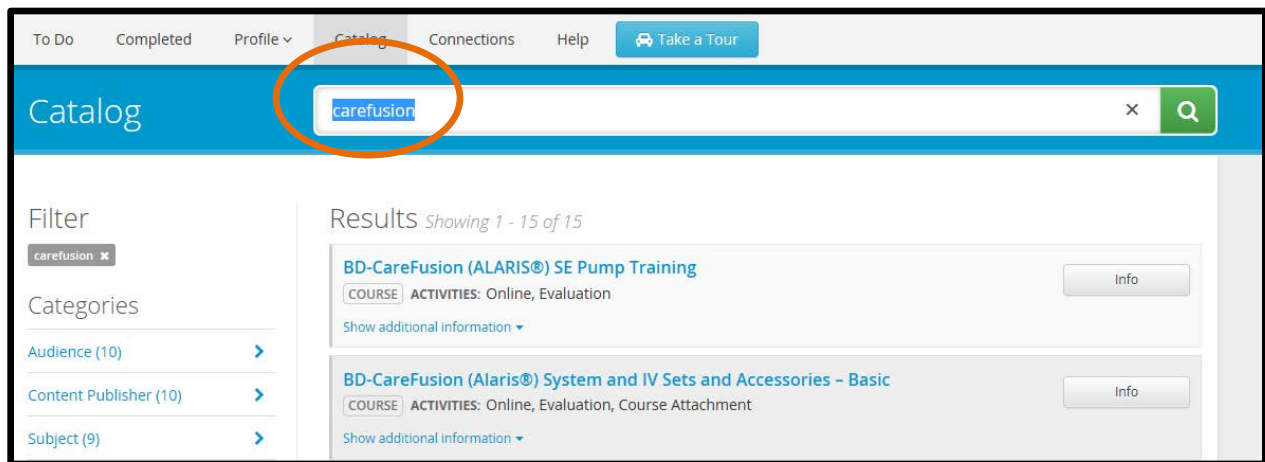 To Do Completed Profile Catalog Connections Help Take a Tour
Catalog carefusion ×
Filter
carefusion ×
Categories
Audience (10)
Content Publisher (10)
Subject (9)
Results Showing 1 - 15 of 15
BD-CareFusion (ALARIS®) SE Pump Training
COURSE ACTIVITIES: Online, Evaluation
Show additional information
Info
BD-CareFusion (Alaris®) System and IV Sets and Accessories – Basic
COURSE ACTIVITIES: Online, Evaluation, Course Attachment
Show additional information
Info